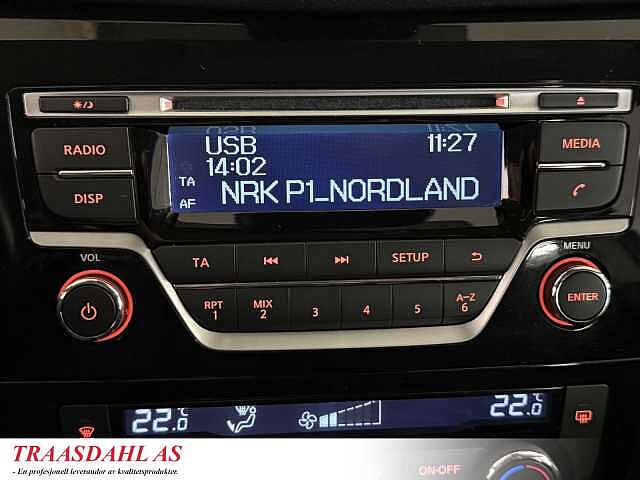 RADIO
MEDIA
DISP
USB 11:27
14:02
TA
AF
NRK P1_NORDLAND
VOL
MENU
TA
SETUP
RPT
1
MIX
2
3
4
5
A-Z
6
ENTER
22.0°C
22.0°C
ON-OFF
TRAASDAHL AS
- En profesjonell leverandør av kvalitetsprodukter.